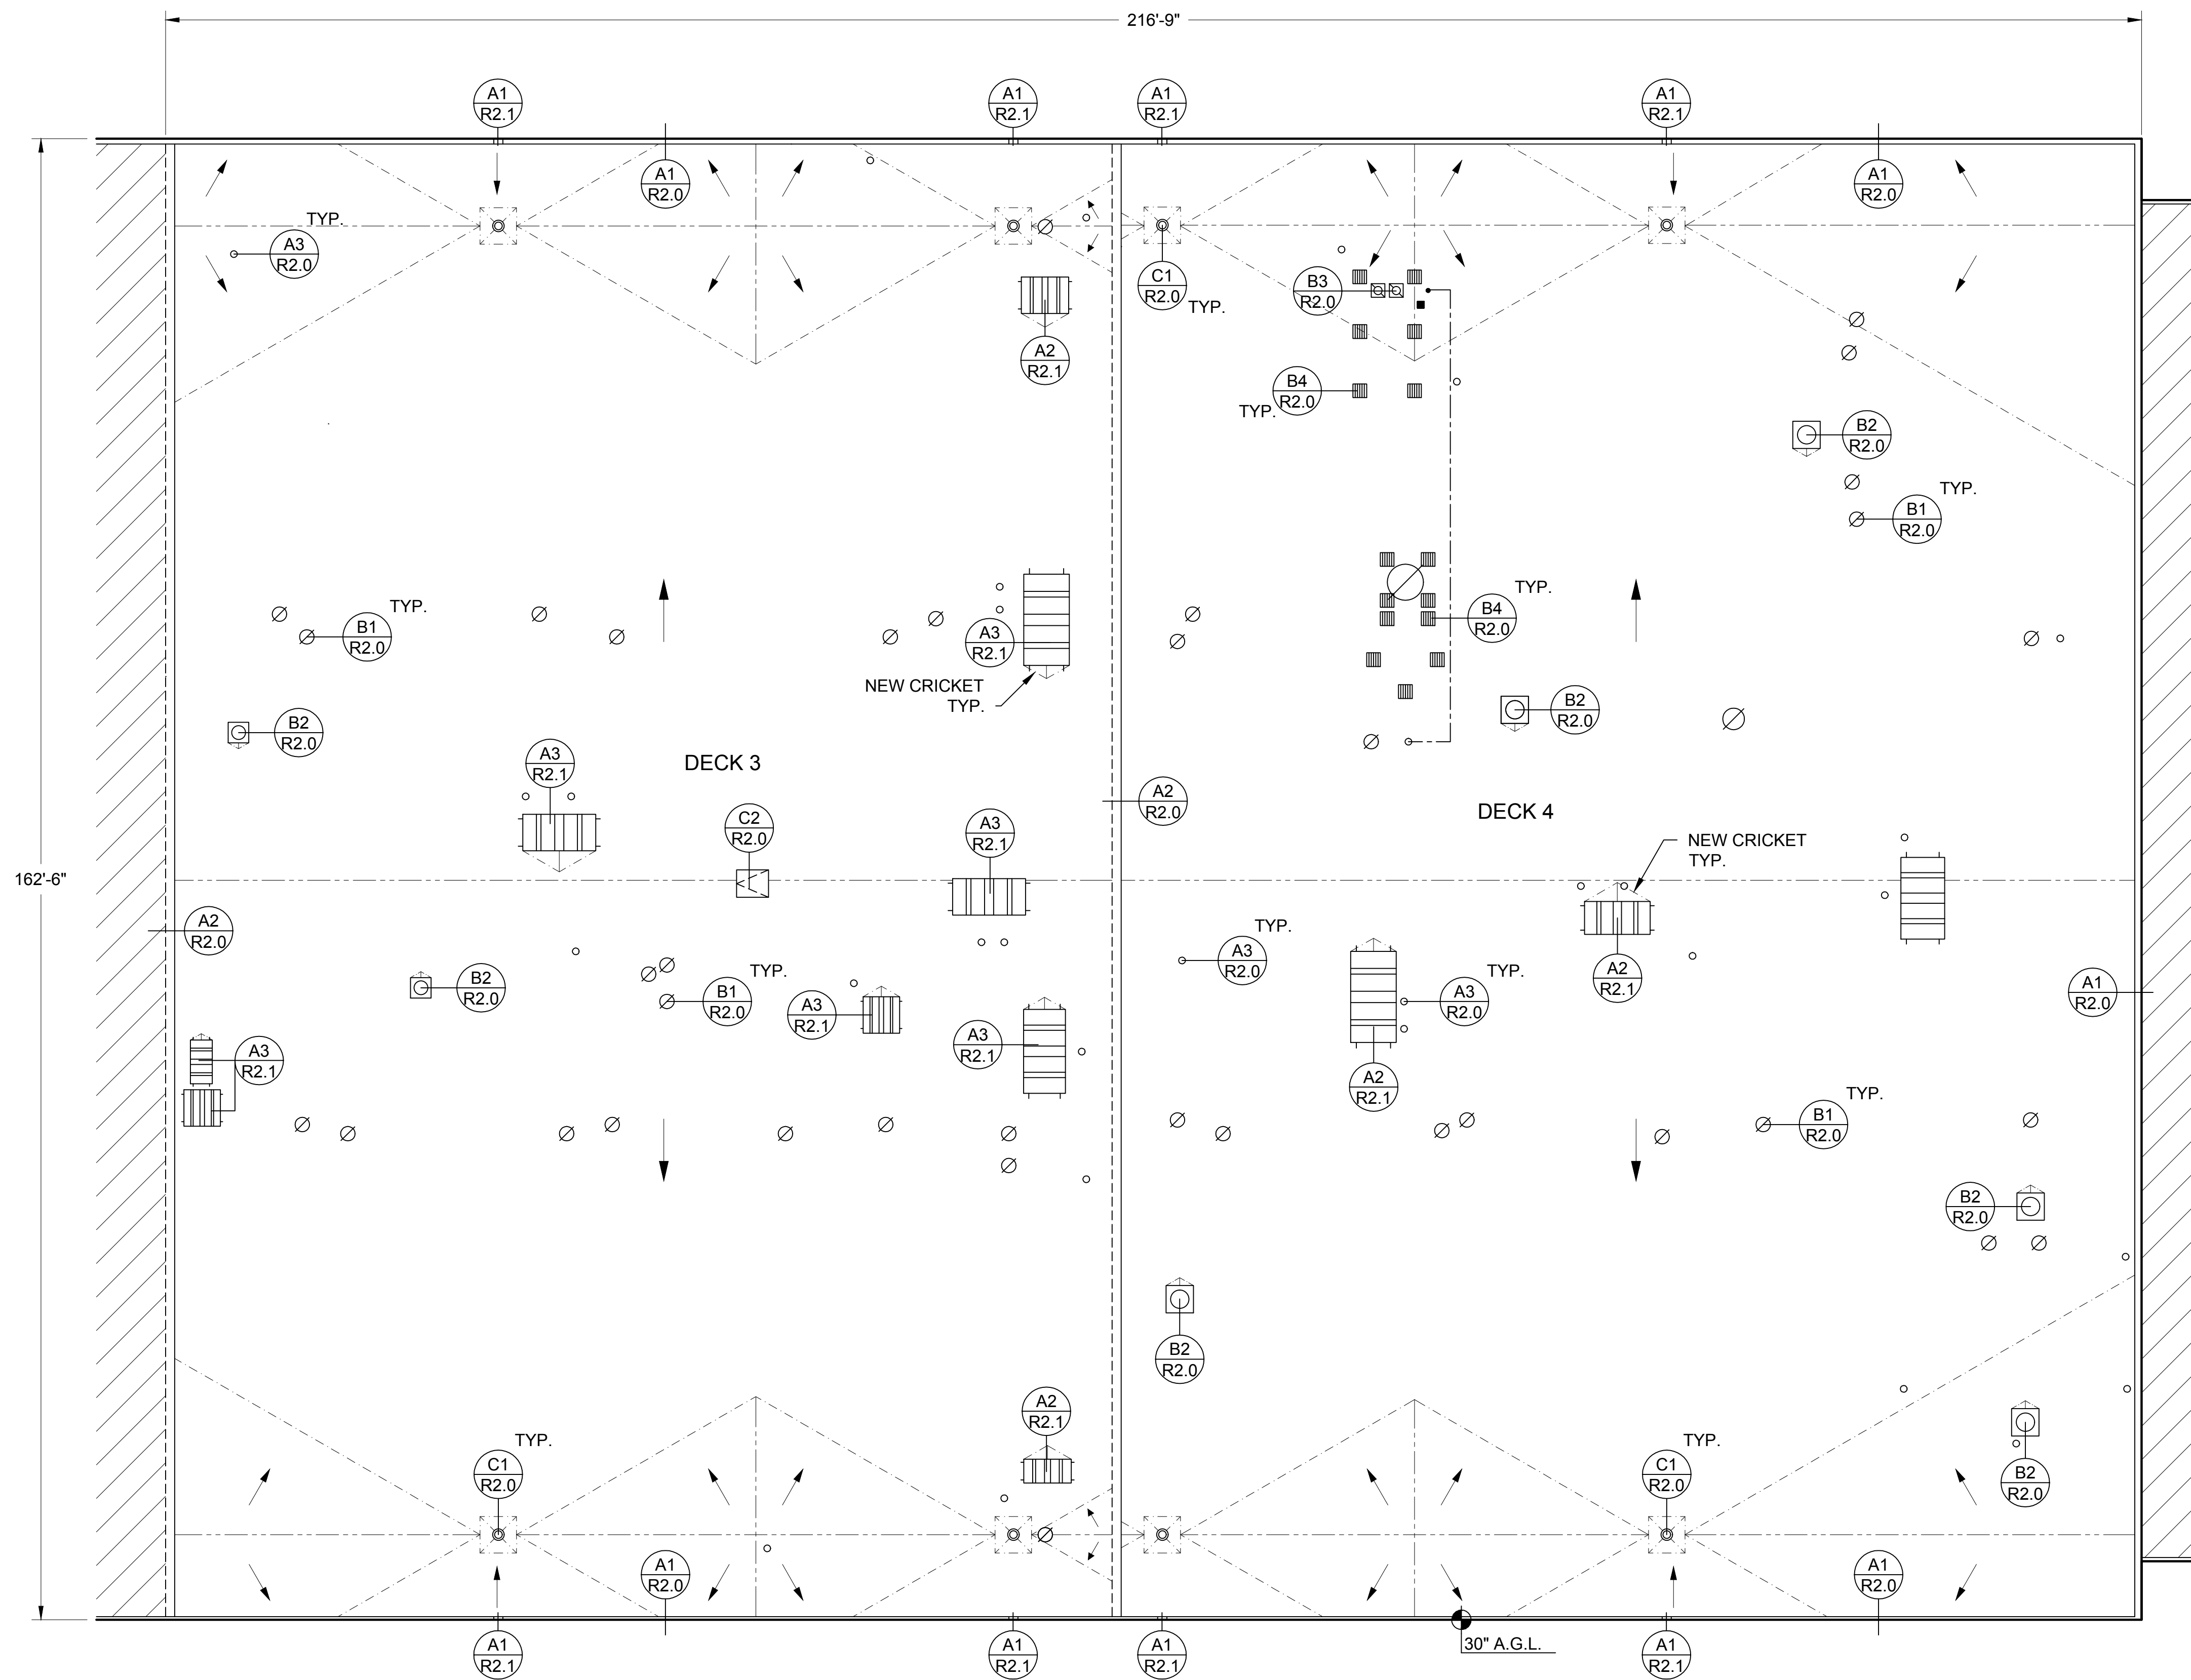 216'-9"
A1
R2.1
A1
R2.1
A1
R2.1
A1
R2.1
A1
R2.0
A1
R2.0
TYP.
A3
R2.0
C1
R2.0
TYP.
B3
R2.0
A2
R2.1
B4
R2.0
TYP.
B2
R2.0
TYP.
B1
R2.0
TYP.
B1
R2.0
A3
R2.1
NEW CRICKET
TYP.
TYP.
B4
R2.0
B2
R2.0
B2
R2.0
A3
R2.1
DECK 3
A2
R2.0
DECK 4
C2
R2.0
A3
R2.1
NEW CRICKET
TYP.
162'-6"
A2
R2.0
TYP.
A3
R2.0
B2
R2.0
TYP.
B1
R2.0
A3
R2.1
TYP.
A3
R2.0
A2
R2.1
A1
R2.0
A3
R2.1
A3
R2.1
A2
R2.1
TYP.
B1
R2.0
B2
R2.0
B2
R2.0
A2
R2.1
TYP.
C1
R2.0
TYP.
C1
R2.0
B2
R2.0
A1
R2.0
A1
R2.0
30" A.G.L.
A1
R2.1
A1
R2.1
A1
R2.1
A1
R2.1